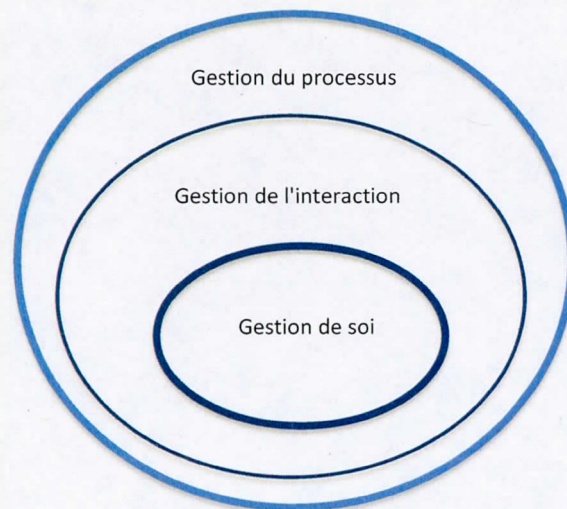 Gestion du processus
Gestion de l'interaction
Gestion de soi